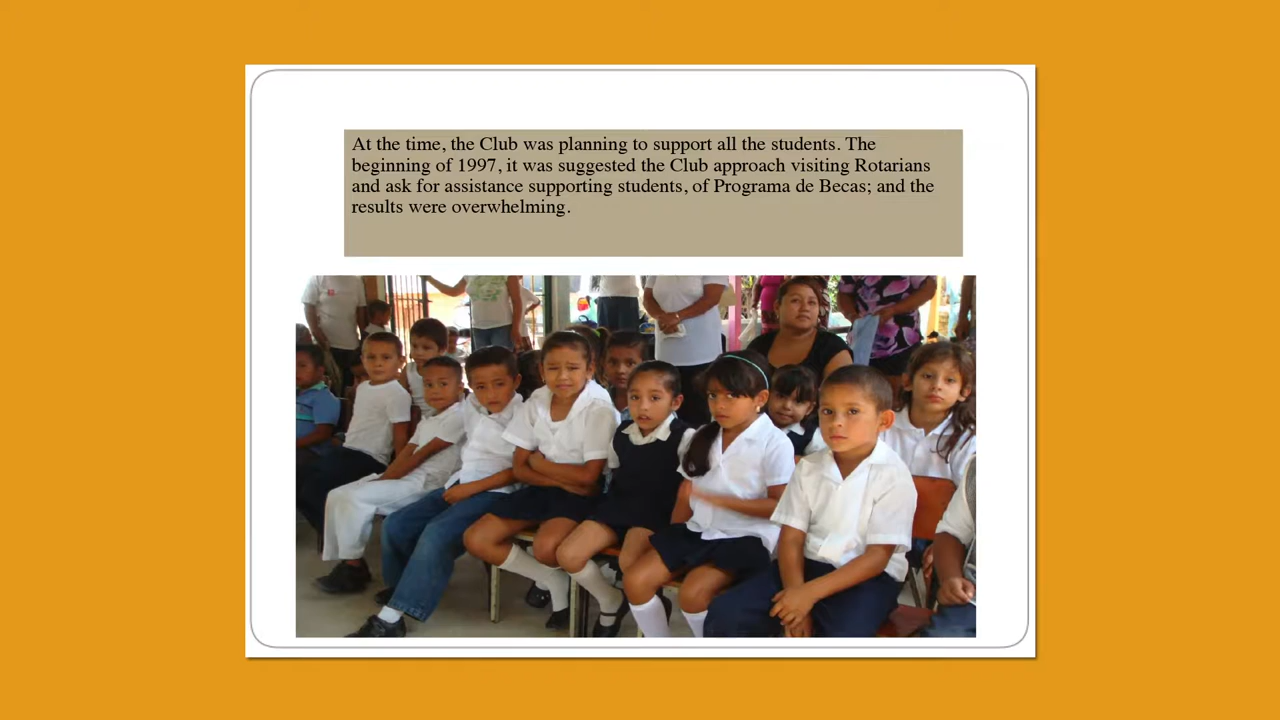 At the time, the Club was planning to support all the students. The
beginning of 1997, it was suggested the Club approach visiting Rotarians
and ask for assistance supporting students, of Programa de Becas; and the
results were overwhelming.